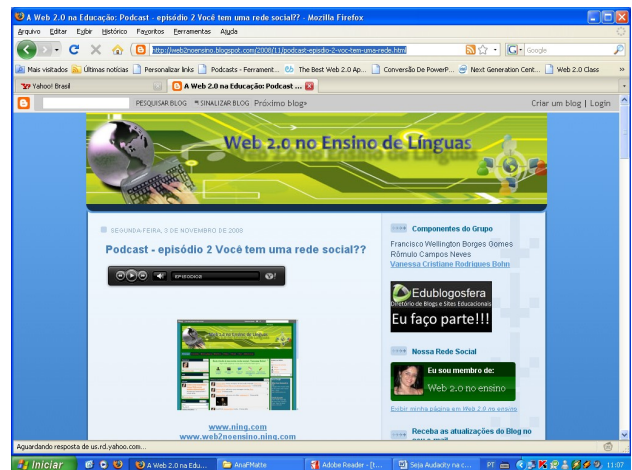 A Web 2.0 na Educação: Podcast - episódio 2 Você tem uma rede social?? - Mozilla Firefox
Arquivo Editar Exibir Histórico Favoritos Ferramentas Ajuda
http://web2noensino.blogspot.com/2008/11/podcast-episdio-2-voc-tem-uma-rede.html
Google
Mais visitados Últimas notícias Personalizar links Podcasts - Ferrament... The Best Web 2.0 Ap... Conversão De PowerP... Next Generation Cent... Web 2.0 Class »
Yahoo! Brasil
A Web 2.0 na Educação: Podcast ...
PESQUISAR BLOG SINALIZAR BLOG Próximo blog»
Criar um blog | Login
Web 2.0 no Ensino de Línguas
SEGUNDA-FEIRA, 3 DE NOVEMBRO DE 2008
Podcast - episódio 2 Você tem uma rede social??
EPISODIO2
www.ning.com
www.web2noensino.ning.com
Componentes do Grupo
Francisco Wellington Borges Gomes
Rômulo Campos Neves
Vanessa Cristiane Rodrigues Bohn
Edublogosfera
Diretório de Blogs e Sites Educacionais
Eu faço parte!!!
Nossa Rede Social
Eu sou membro de:
Web 2.0 no ensino
Exibir minha página em Web 2.0 no ensino
Receba as atualizações do Blog no
seu e-mail
Aguardando resposta de us.rd.yahoo.com...
Iniciar
A Web 2.0 na Edu...
AnaFMatte
Adobe Reader - [t...
Seja Audacity na c...
PT
11:07